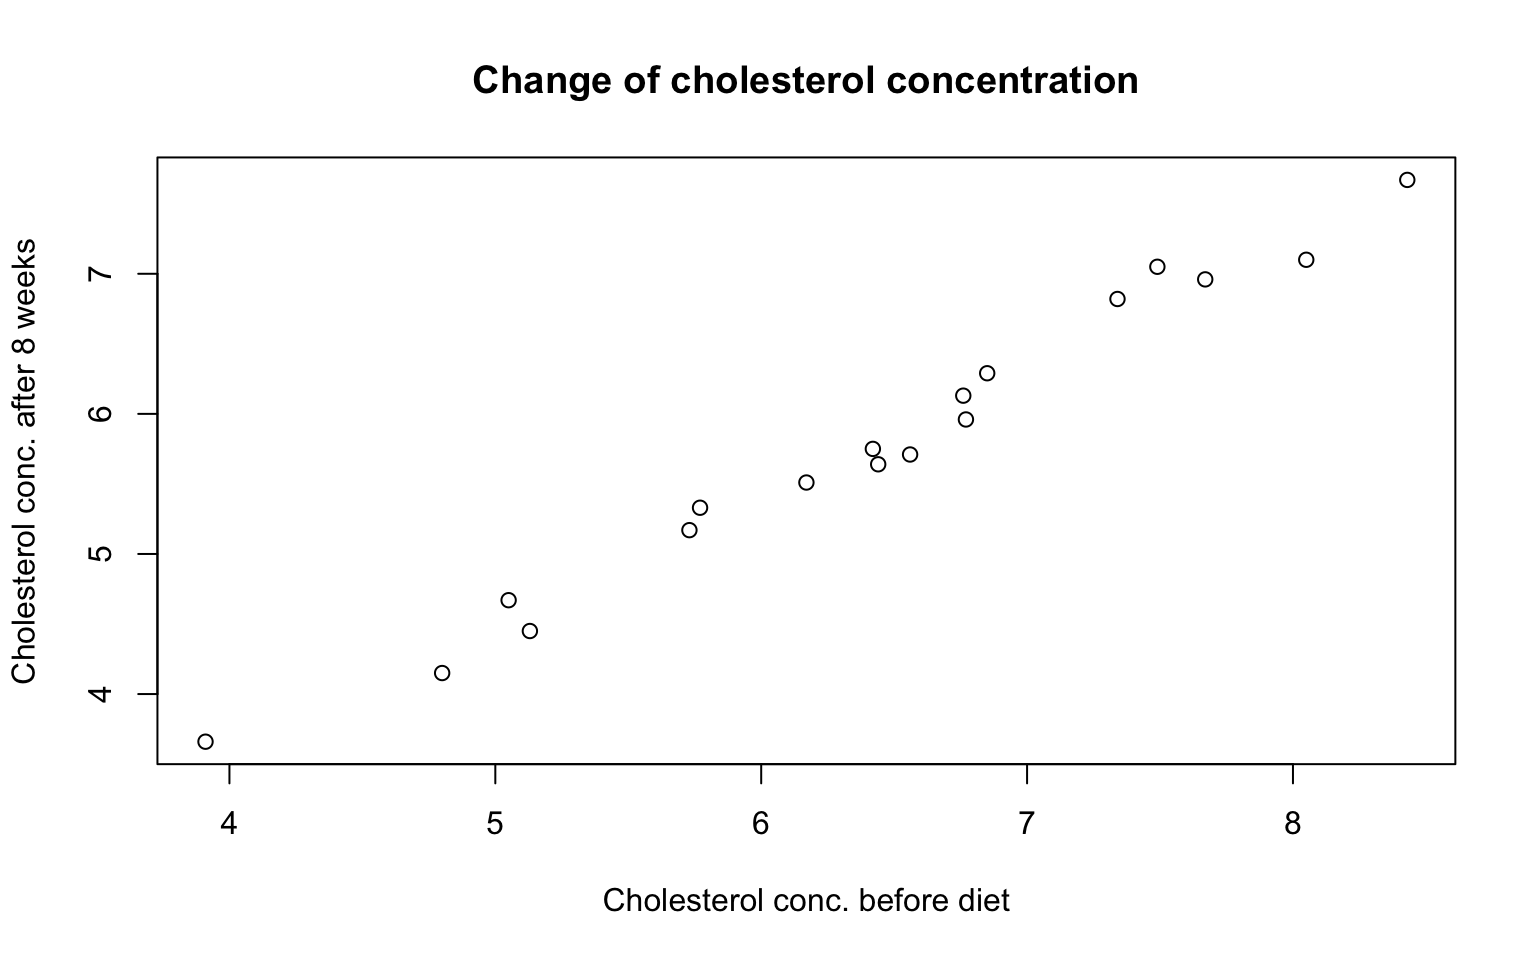 Change of cholesterol concentration
Cholesterol conc. after 8 weeks
7
6
5
4
4 5 6 7 8
Cholesterol conc. before diet